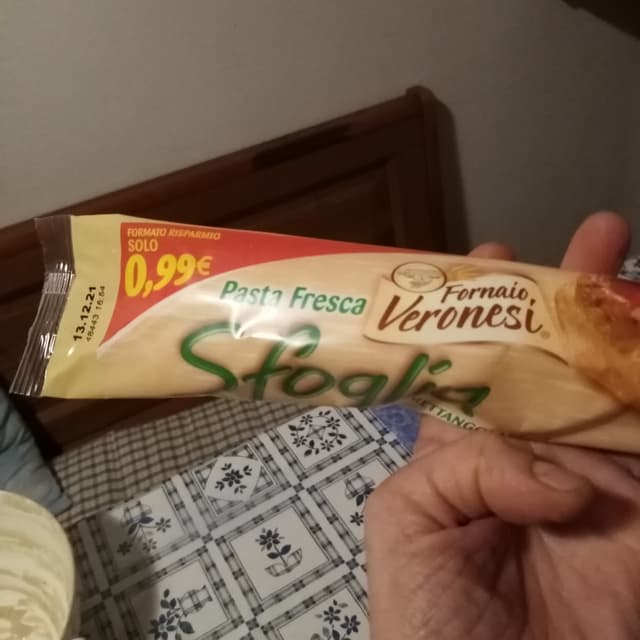 FORMATO RISPARMIO
SOLO
0,99€
Pasta Fresca
Sfoglia
Fornaio
Veronesi
13.12.21